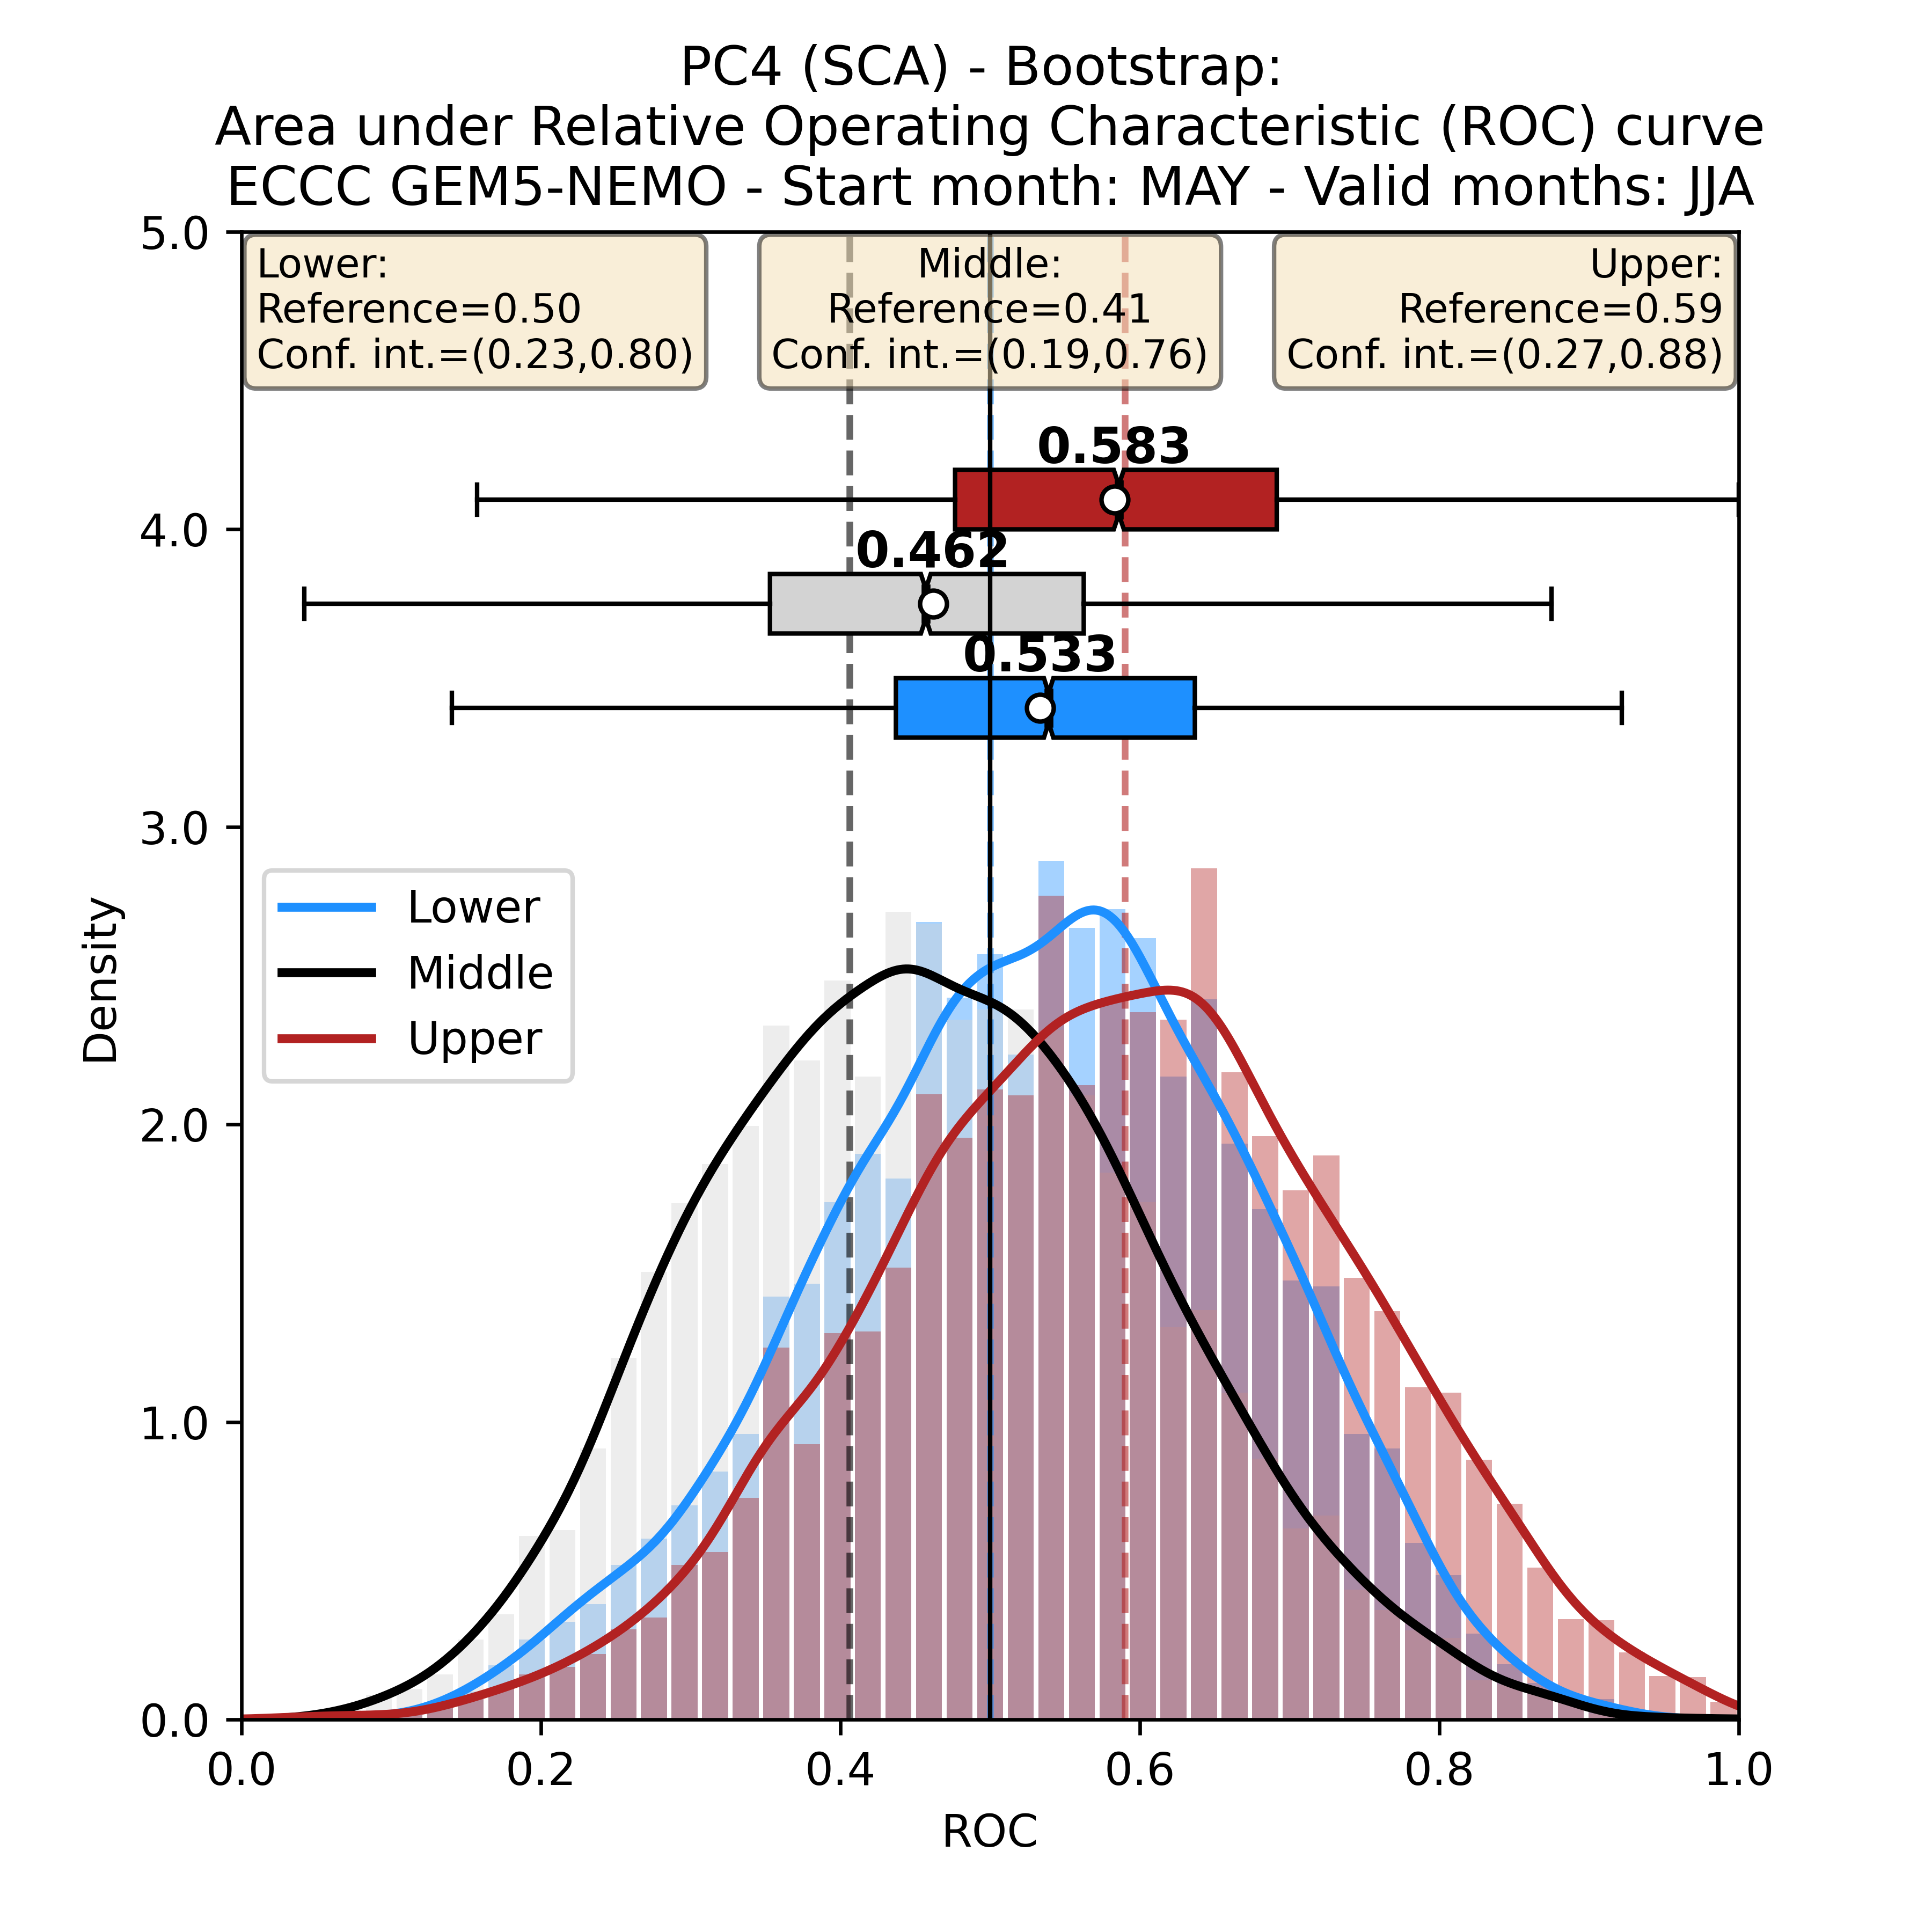 PC4 (SCA) - Bootstrap:
Area under Relative Operating Characteristic (ROC) curve
ECCC GEM5-NEMO - Start month: MAY - Valid months: JJA
Lower:
Reference=0.50
Conf. int.=(0.23,0.80)
Middle:
Reference=0.41
Conf. int.=(0.19,0.76)
Upper:
Reference=0.59
Conf. int.=(0.27,0.88)
0.583
0.462
0.533
Lower
Middle
Upper
Density
5.0
4.0
3.0
2.0
1.0
0.0
0.0 0.2 0.4 0.6 0.8 1.0
ROC